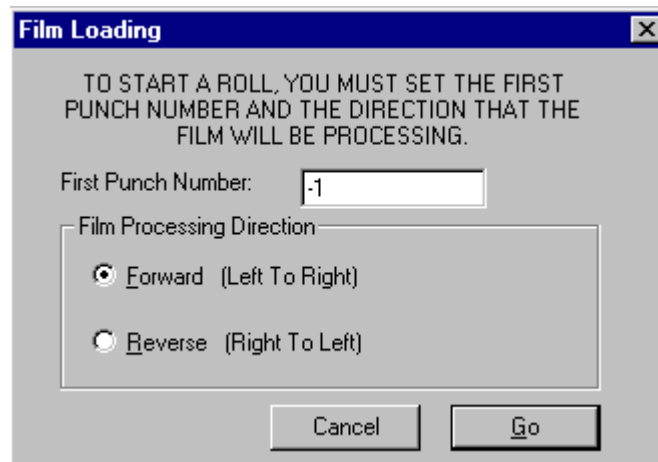 Film Loading
TO START A ROLL, YOU MUST SET THE FIRST
PUNCH NUMBER AND THE DIRECTION THAT THE
FILM WILL BE PROCESSING.
First Punch Number: -1
Film Processing Direction
Forward (Left To Right)
Reverse (Right To Left)
Cancel Go